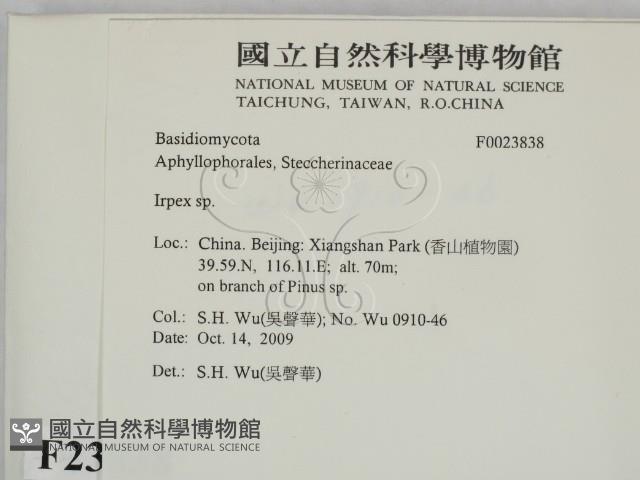 國立自然科學博物館
NATIONAL MUSEUM OF NATURAL SCIENCE
TAICHUNG, TAIWAN, R.O.CHINA
Basidiomycota F0023838
Aphyllophorales, Steccherinaceae
Irpex sp.
Loc.: China. Beijing: Xiangshan Park (香山植物園)
39.59.N, 116.11.E; alt. 70m;
on branch of Pinus sp.
Col.: S.H. Wu(吳聲華); No. Wu 0910-46
Date: Oct. 14, 2009
Det.: S.H. Wu(吳聲華)
國立自然科學博物館
NATIONAL MUSEUM OF NATURAL SCIENCE
F23